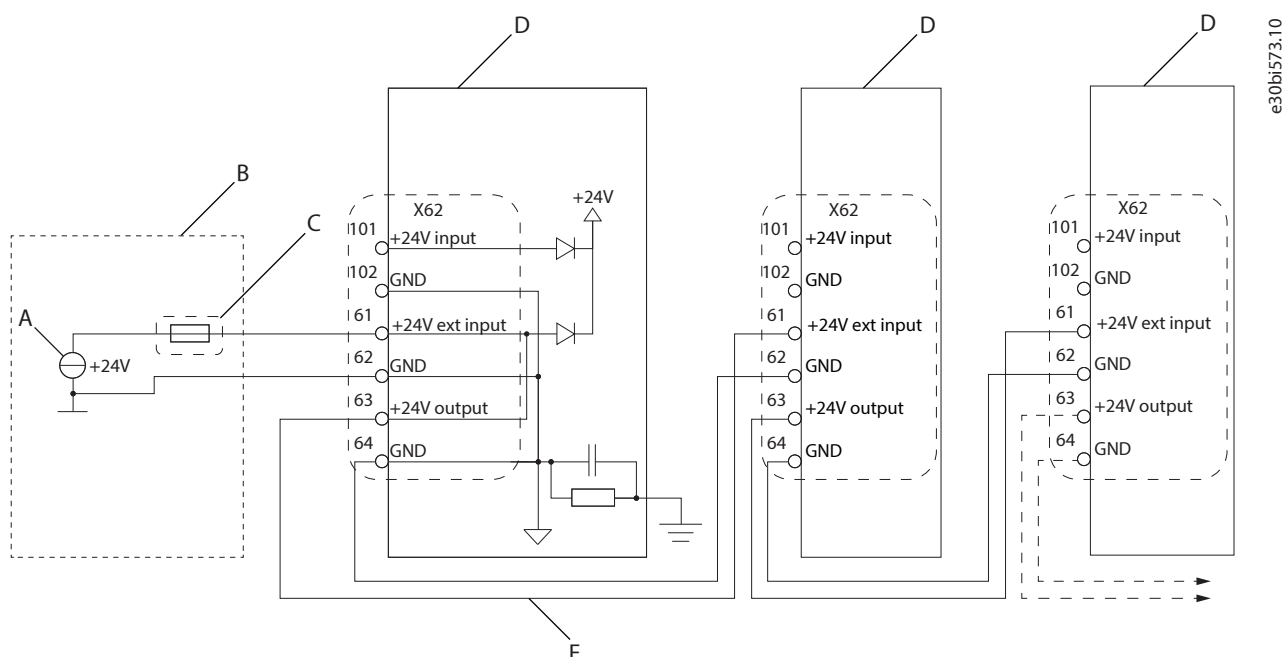 D
D
D
e30bi573.10
B
C
A
+24V
X62
+24V
101
+24V input
102
GND
61
+24V ext input
62
GND
63
+24V output
64
GND
X62
101
+24V input
102
GND
61
+24V ext input
62
GND
63
+24V output
64
GND
X62
101
+24V input
102
GND
61
+24V ext input
62
GND
63
+24V output
64
GND